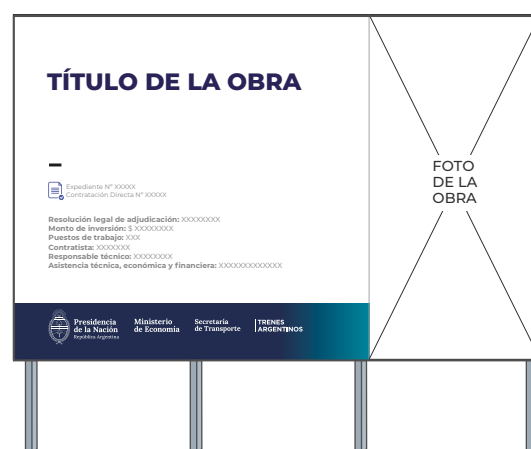 TÍTULO DE LA OBRA
Expediente Nº XXXXX
Contratación Directa Nº XXXXX
Resolución legal de adjudicación: XXXXXXXX
Monto de inversión: $ XXXXXXXX
Puestos de trabajo: XXX
Contratista: XXXXXXX
Responsable técnico: XXXXXXXX
Asistencia técnica, económica y financiera: XXXXXXXXXXXXX
Presidencia
de la Nación
República Argentina
Ministerio
de Economía
Secretaría
de Transporte
TRENES
ARGENTINOS
FOTO
DE LA
OBRA